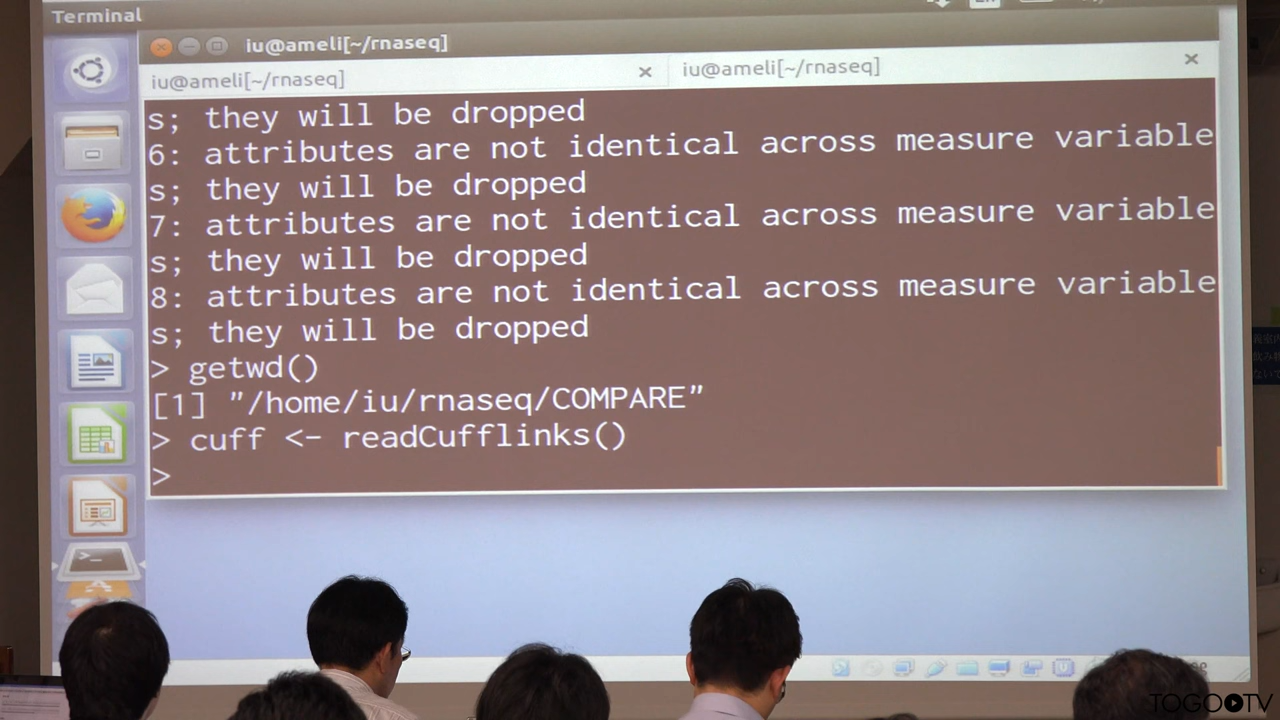 Terminal
iu@ameli[~/rnaseq]
iu@ameli[~/rnaseq] × iu@ameli[~/rnaseq] ×
s; they will be dropped
6: attributes are not identical across measure variable
s; they will be dropped
7: attributes are not identical across measure variable
s; they will be dropped
8: attributes are not identical across measure variable
s; they will be dropped
> getwd()
[1] "/home/iu/rnaseq/COMPARE"
> cuff <- readCufflinks()
>
TOGOTV